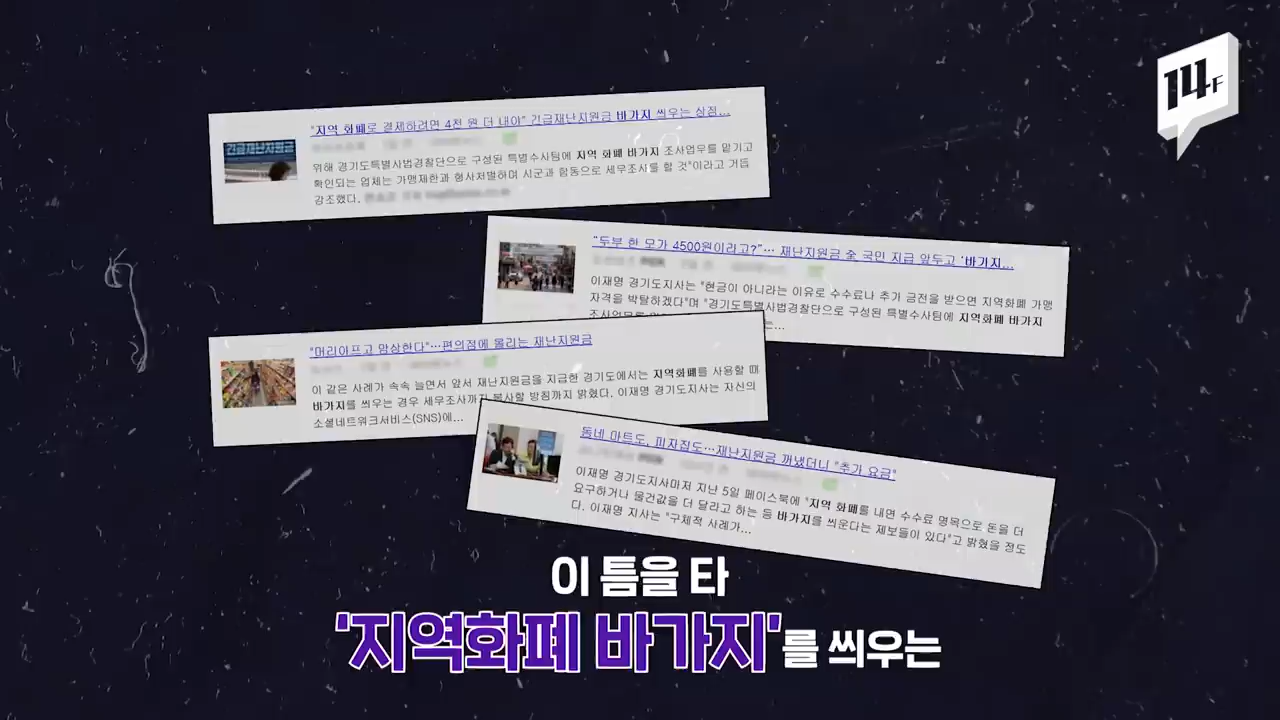 14F
"지역 화폐로 결제하려면 4천 원 더 내야" 긴급재난지원금 바가지 씌우는 상점...
긴급재난지원금
위해 경기도특별사법경찰단으로 구성된 특별수사팀에 지역 화폐 바가지 조사업무를 맡기고
확인되는 업체는 가맹제한과 형사처벌하며 시군과 합동으로 세무조사를 할 것"이라고 거듭
강조했다.
"두부 한 모가 4500원이라고?"… 재난지원금 全 국민 지급 앞두고 '바가지...
이재명 경기도지사는 "현금이 아니라는 이유로 수수료나 추가 금전을 받으면 지역화폐 가맹
자격을 박탈하겠다"며 "경기도특별사법경찰단으로 구성된 특별수사팀에 지역화폐 바가지
"머리아프고 맘상한다"…편의점에 몰리는 재난지원금
이 같은 사례가 속속 늘면서 앞서 재난지원금을 지급한 경기도에서는 지역화폐를 사용할 때
바가지를 씌우는 경우 세무조사까지 불사할 방침까지 밝혔다. 이재명 경기도지사는 자신의
소셜네트워크서비스(SNS)에...
동네 마트도, 피자집도…재난지원금 꺼냈더니 "추가 요금"
이재명 경기도지사마저 지난 5일 페이스북에 "지역 화폐를 내면 수수료 명목으로 돈을 더
요구하거나 물건값을 더 달라고 하는 등 바가지를 씌운다는 제보들이 있다"고 밝혔을 정도
다. 이재명 지사는 "구체적 사례가...
이 틈을 타
'지역화폐 바가지'를 씌우는